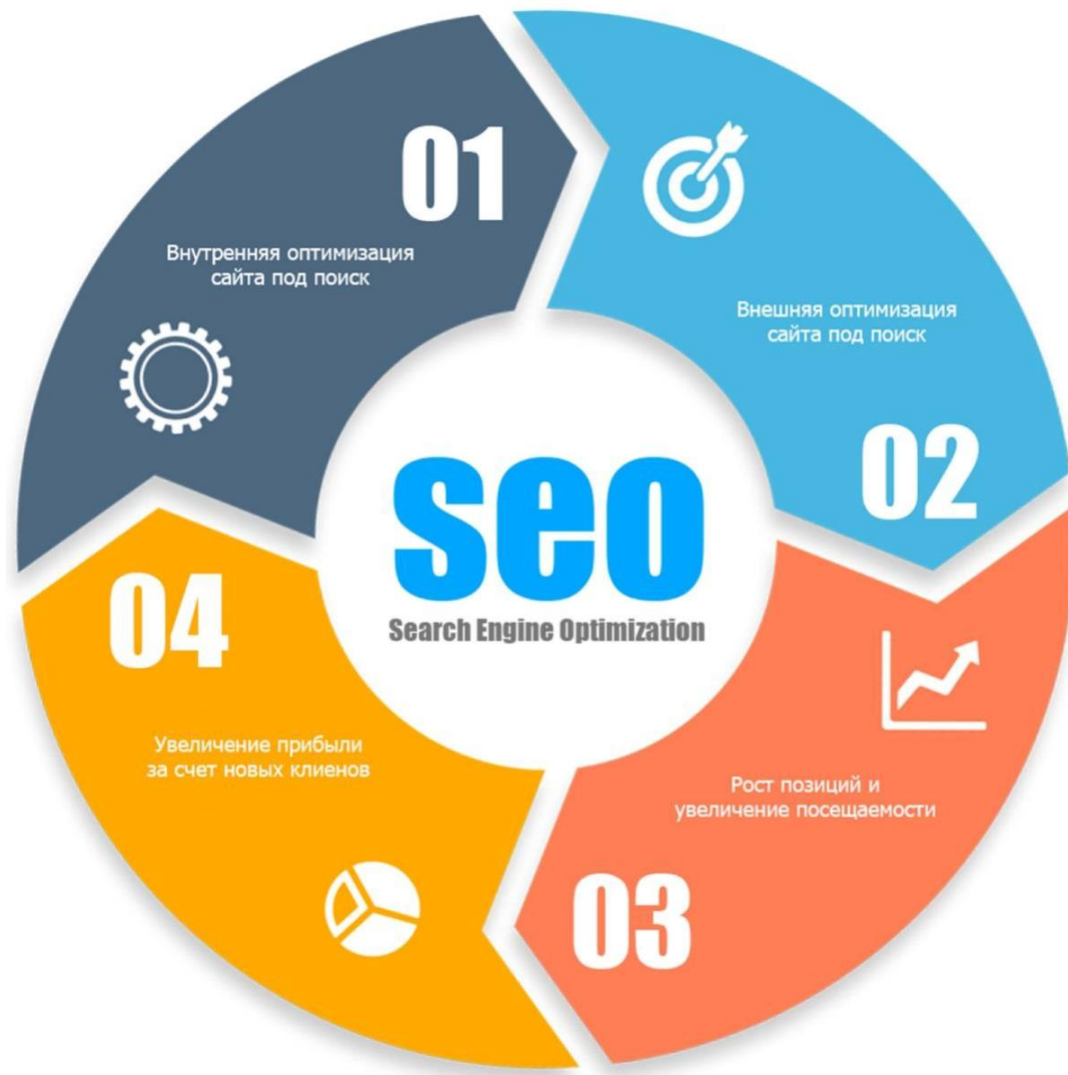 01
Внутренняя оптимизация
сайта под поиск
Внешняя оптимизация
сайта под поиск
02
seo
Search Engine Optimization
04
Увеличение прибыли
за счет новых клиенов
Рост позиций и
увеличение посещаемости
03